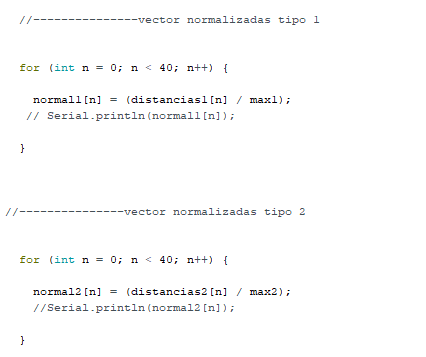 //---------------vector normalizadas tipo 1
for (int n = 0; n < 40; n++) {
normal1[n] = (distancias1[n] / max1);
// Serial.println(normal1[n]);
}
//---------------vector normalizadas tipo 2
for (int n = 0; n < 40; n++) {
normal2[n] = (distancias2[n] / max2);
//Serial.println(normal2[n]);
}